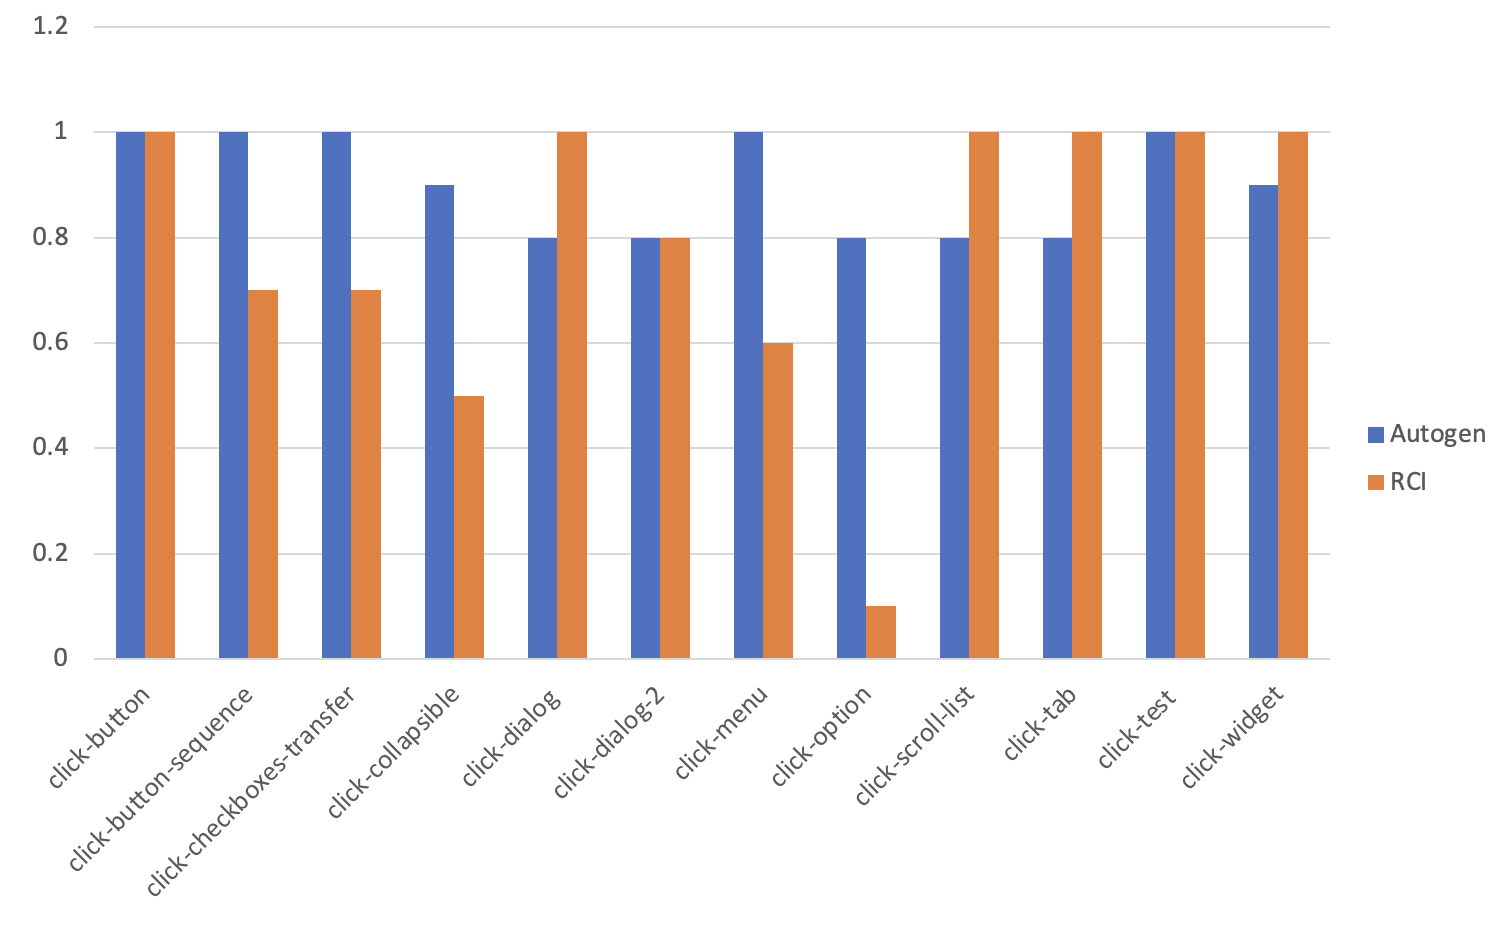 1.2
1
0.8
0.6
0.4
0.2
0
click-button
click-button-sequence
click-checkboxes-transfer
click-collapsible
click-dialog
click-dialog-2
click-menu
click-option
click-scroll-list
click-tab
click-test
click-widget
Autogen
RCI